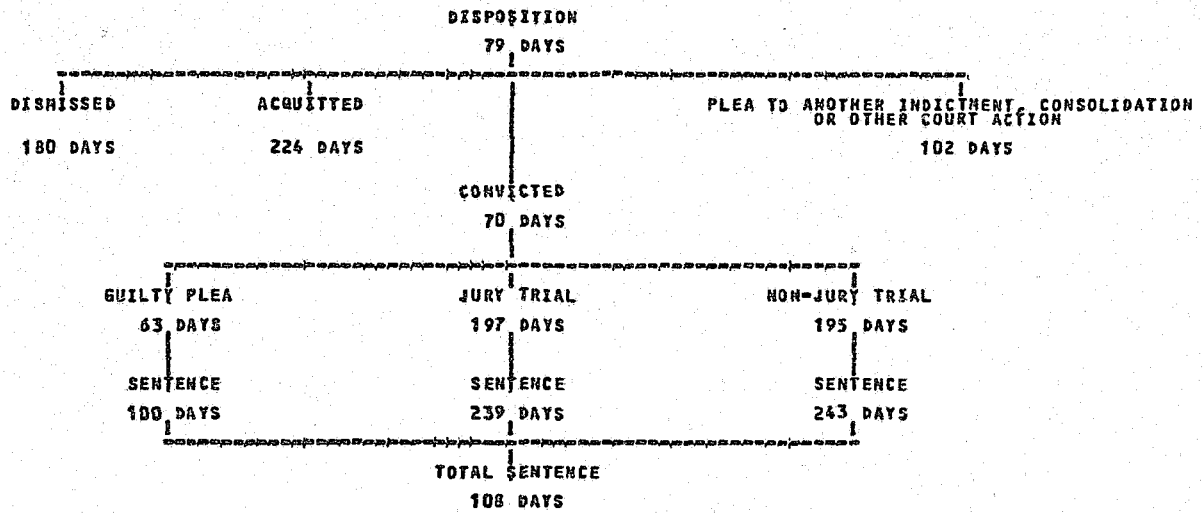 DISPOSITION
79 DAYS
DISMISSED ACQUITTED PLEA TO ANOTHER INDICTMENT, CONSOLIDATION
OR OTHER COURT ACTION
180 DAYS 224 DAYS 102 DAYS
CONVICTED
70 DAYS
GUILTY PLEA JURY TRIAL NON-JURY TRIAL
63 DAYS 197 DAYS 195 DAYS
SENTENCE SENTENCE SENTENCE
100 DAYS 239 DAYS 243 DAYS
TOTAL SENTENCE
108 DAYS